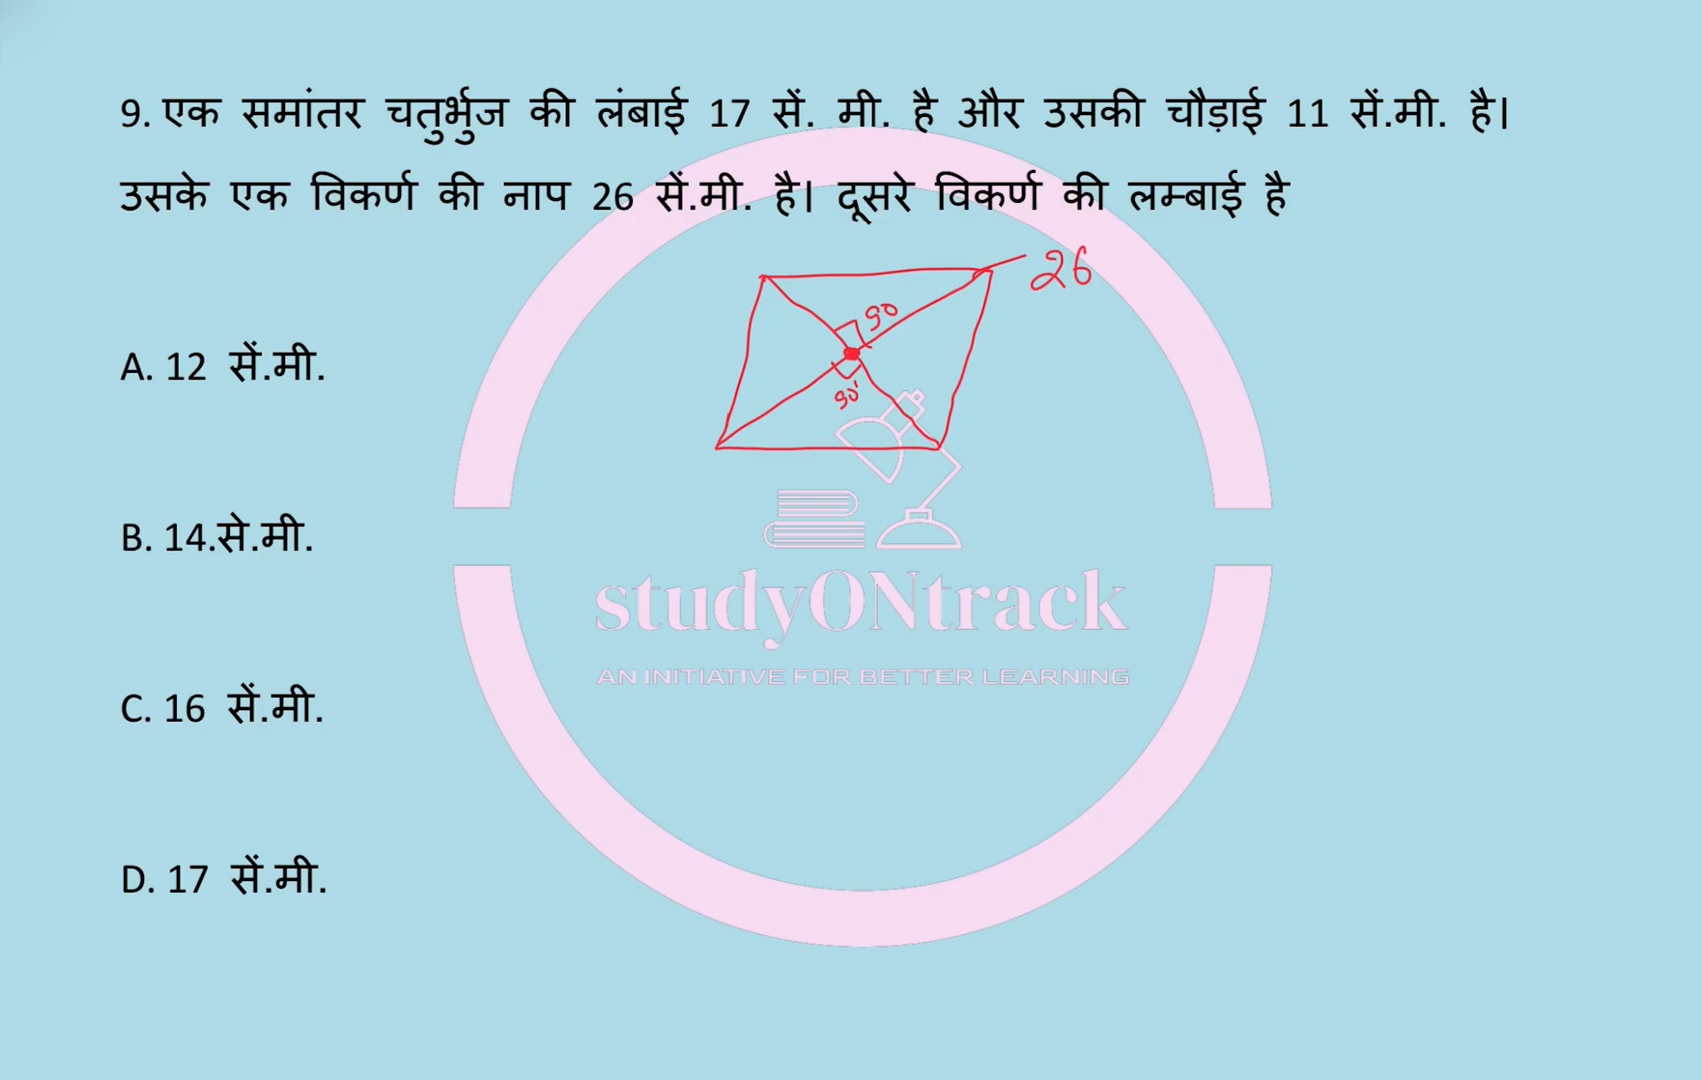 9. एक समांतर चतुर्भुज की लंबाई 17 सें. मी. है और उसकी चौड़ाई 11 सें.मी. है।
उसके एक विकर्ण की नाप 26 सें.मी. है। दूसरे विकर्ण की लम्बाई है
26
90
A. 12 सें.मी.
90°
B. 14.से.मी.
studyONtrack
AN INITIATIVE FOR BETTER LEARNING
C. 16 सें.मी.
D. 17 सें.मी.